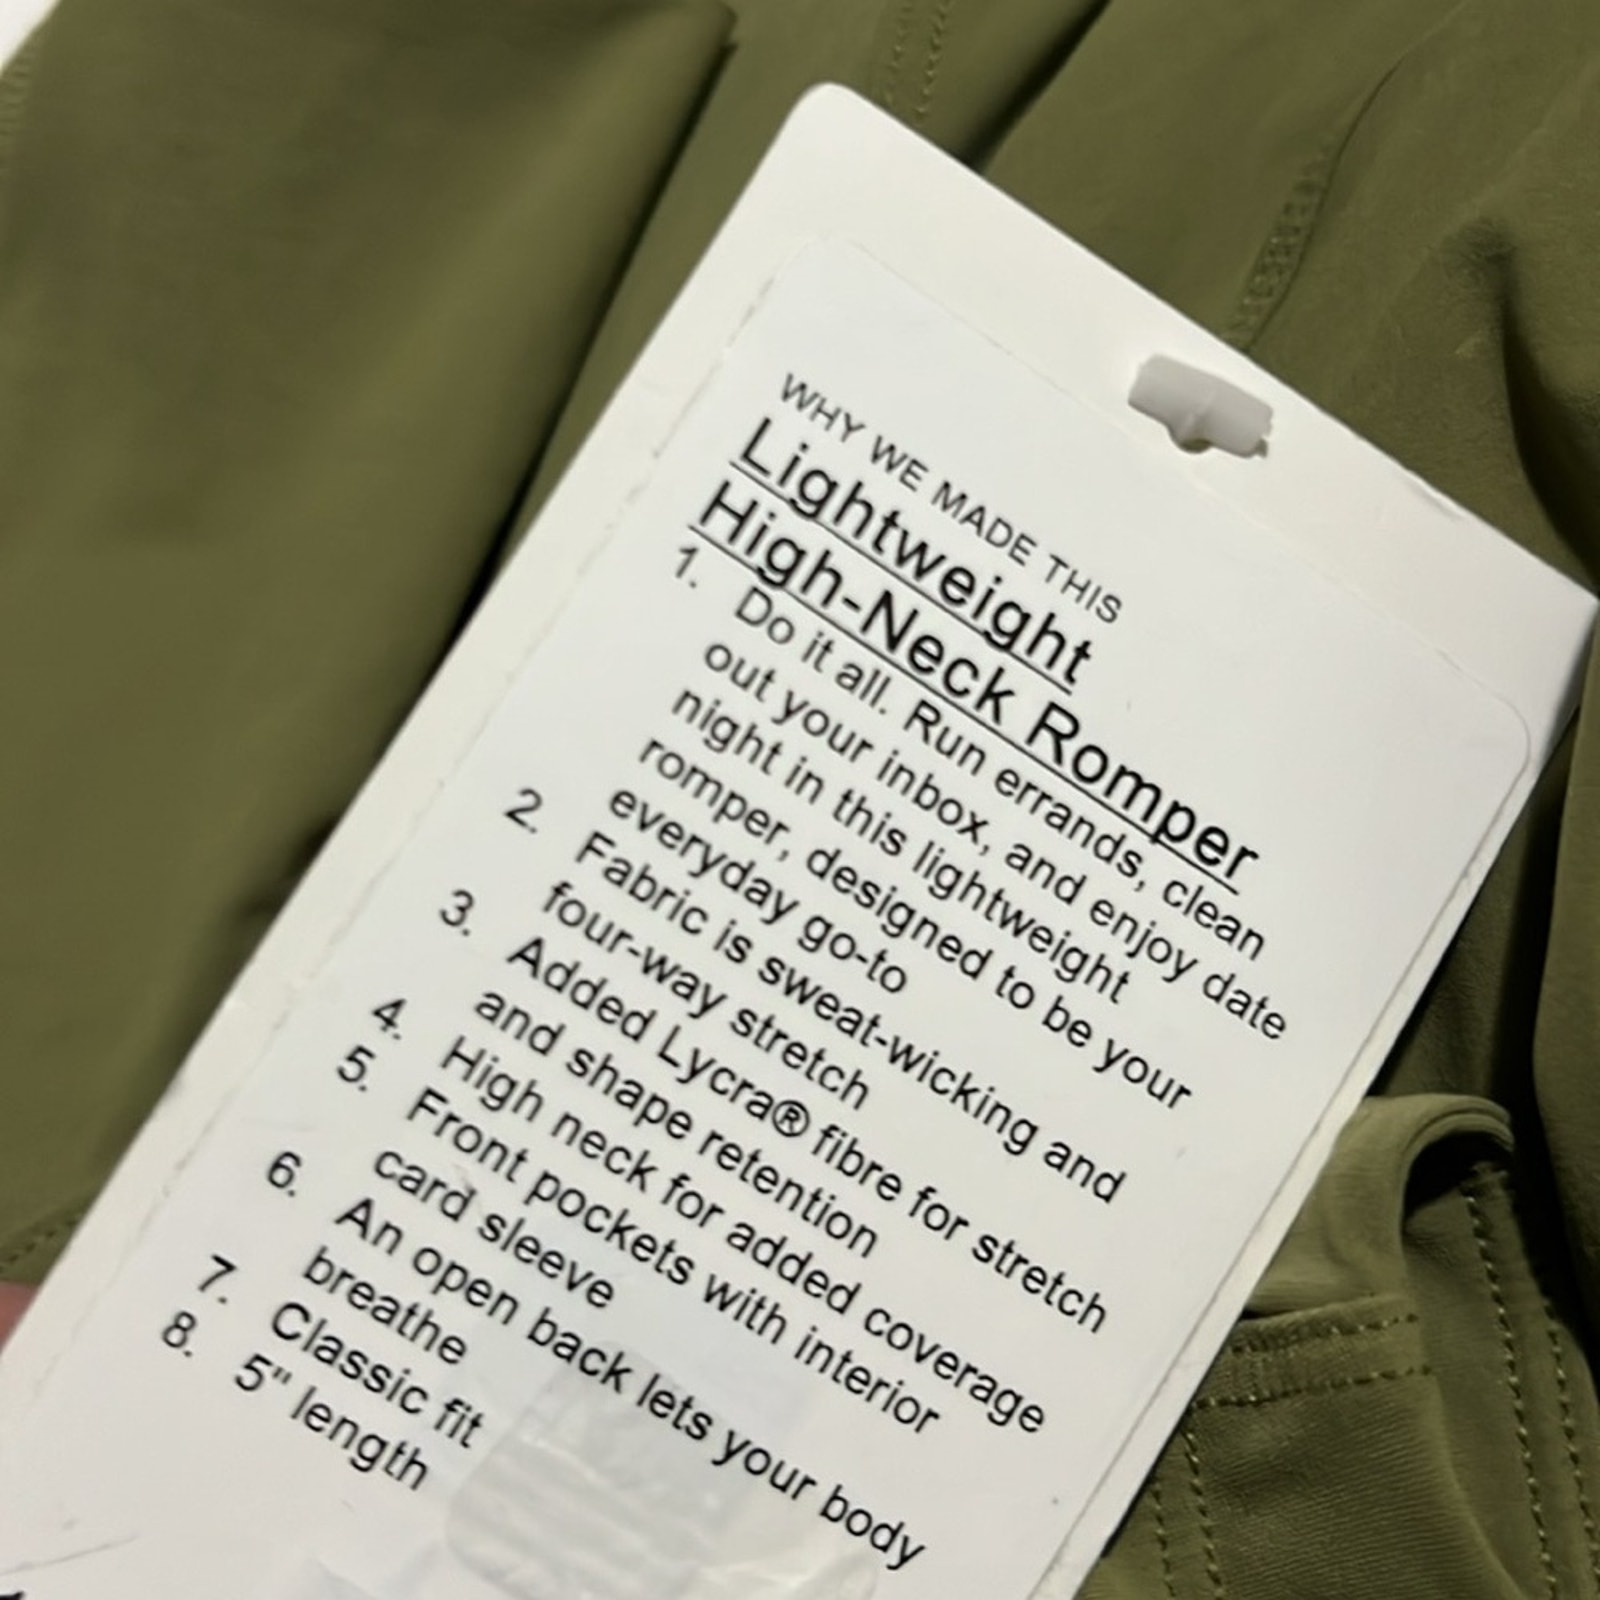 WHY WE MADE THIS
Lightweight
High-Neck Romper
1. Do it all. Run errands, clean
out your inbox, and enjoy date
night in this lightweight
romper, designed to be your
everyday go-to
2. Fabric is sweat-wicking and
four-way stretch
3. Added Lycra® fibre for stretch
and shape retention
4. High neck for added coverage
5. Front pockets with interior
card sleeve
6. An open back lets your body
breathe
7. Classic fit
8. 5" length